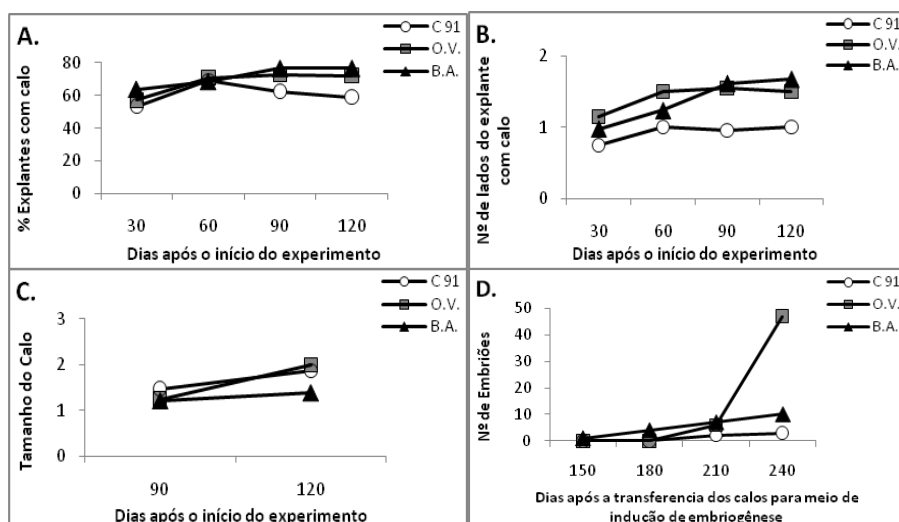 A.
C 91
O.V.
B.A.
% Explantes com calo
80
60
40
20
0
30 60 90 120
Dias após o início do experimento
B.
C 91
O.V.
B.A.
Nº de lados do explante
com calo
2
1
0
30 60 90 120
Dias após o início do experimento
C.
C 91
O.V.
B.A.
Tamanho do Calo
3
2
1
0
90 120
Dias após o início do experimento
D.
C 91
O.V.
B.A.
Nº de Embriões
50
40
30
20
10
0
150 180 210 240
Dias após a transferencia dos calos para meio de
indução de embriogênese